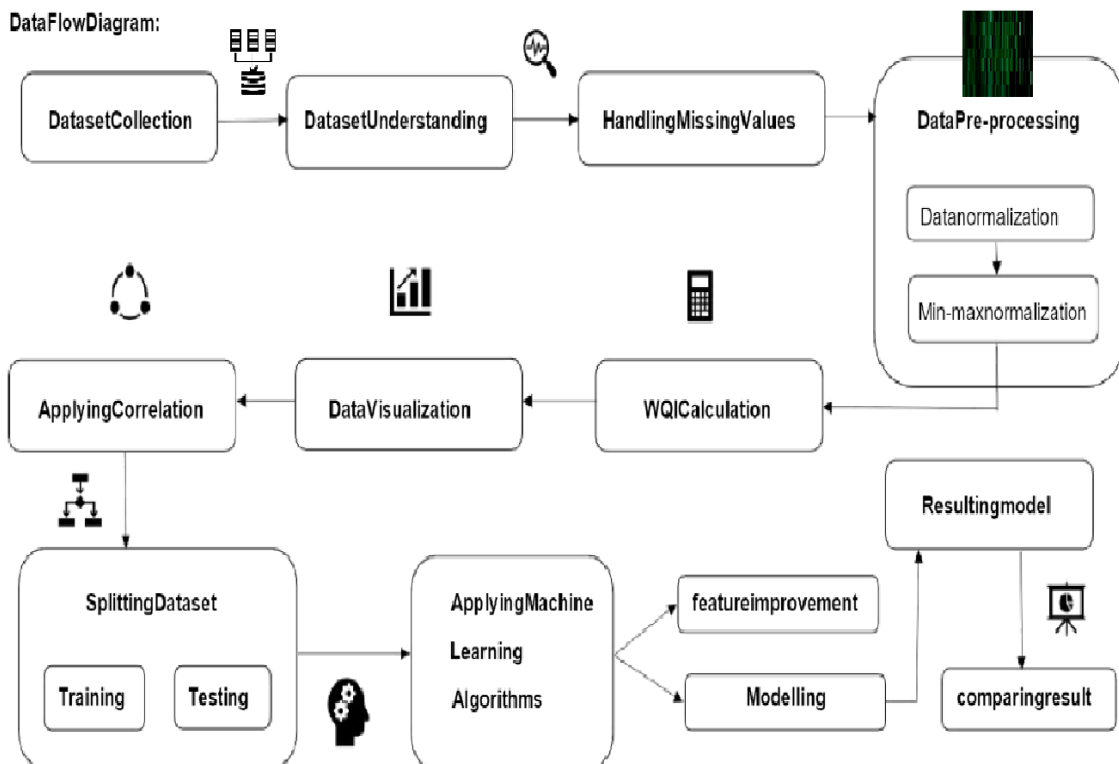 DataFlowDiagram:
DatasetCollection
DatasetUnderstanding
HandlingMissingValues
DataPre-processing
Datanormalization
Min-maxnormalization
WQICalculation
DataVisualization
ApplyingCorrelation
SplittingDataset
Training
Testing
ApplyingMachine
Learning
Algorithms
featureimprovement
Modelling
Resultingmodel
comparingresult